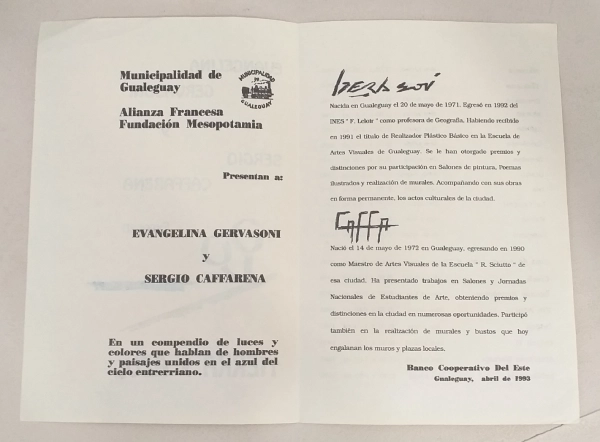 Municipalidad de
Gualeguay
MUNICIPALIDAD
GUALEGUAY
Alianza Francesa
Fundación Mesopotamia
Presentan a:
EVANGELINA GERVASONI
y
SERGIO CAFFARENA
En un compendio de luces y
colores que hablan de hombres
y paisajes unidos en el azul del
cielo entrerriano.
Nacida en Gualeguay el 20 de mayo de 1971. Egresó en 1992 del
INES " F. Leloir " como profesora de Geografía, Habiendo recibido
en 1991 el título de Realizador Plástico Básico en la Escuela de
Artes Visuales de Gualeguay. Se le han otorgado premios y
distinciones por su participación en Salones de pintura, Poemas
ilustrados y realización de murales. Acompañando con sus obras
en forma permanente, los actos culturales de la ciudad.
Caffa
Nació el 14 de mayo de 1972 en Gualeguay, egresando en 1990
como Maestro de Artes Visuales de la Escuela " R. Sciutto " de
esa ciudad. Ha presentado trabajos en Salones y Jornadas
Nacionales de Estudiantes de Arte, obteniendo premios y
distinciones en la ciudad en numerosas oportunidades. Participó
también en la realización de murales y bustos que hoy
engalanan los muros y plazas locales.
Banco Cooperativo Del Este
Gualeguay, abril de 1993